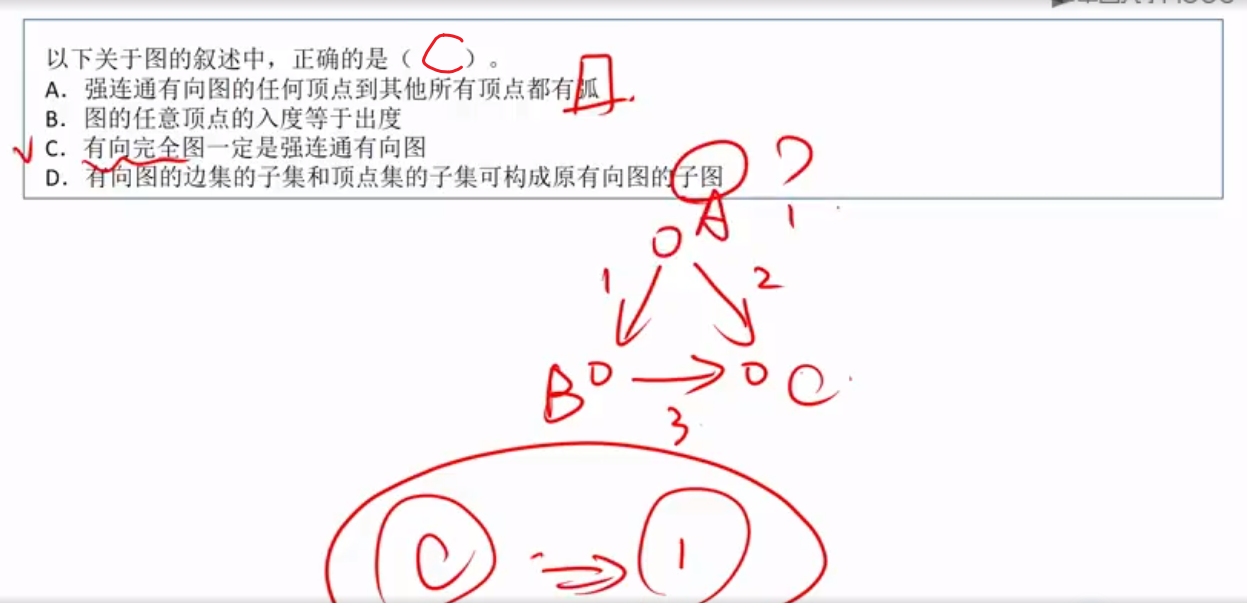 以下关于图的叙述中，正确的是（ C ）。
A．强连通有向图的任何顶点到其他所有顶点都有弧
B．图的任意顶点的入度等于出度
C．有向完全图一定是强连通有向图
D．有向图的边集的子集和顶点集的子集可构成原有向图的子图
?
A
1
1 2
B C
3
C 1